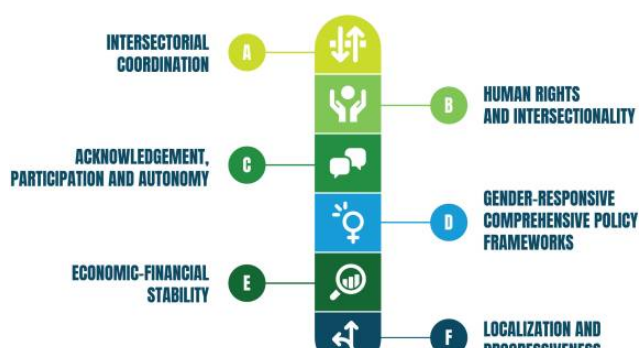 INTERSECTORIAL
COORDINATION
A
B
HUMAN RIGHTS
AND INTERSECTIONALITY
ACKNOWLEDGEMENT,
PARTICIPATION AND AUTONOMY
C
D
GENDER-RESPONSIVE
COMPREHENSIVE POLICY
FRAMEWORKS
ECONOMIC-FINANCIAL
STABILITY
E
F
LOCALIZATION AND
PROGRESSIVENESS